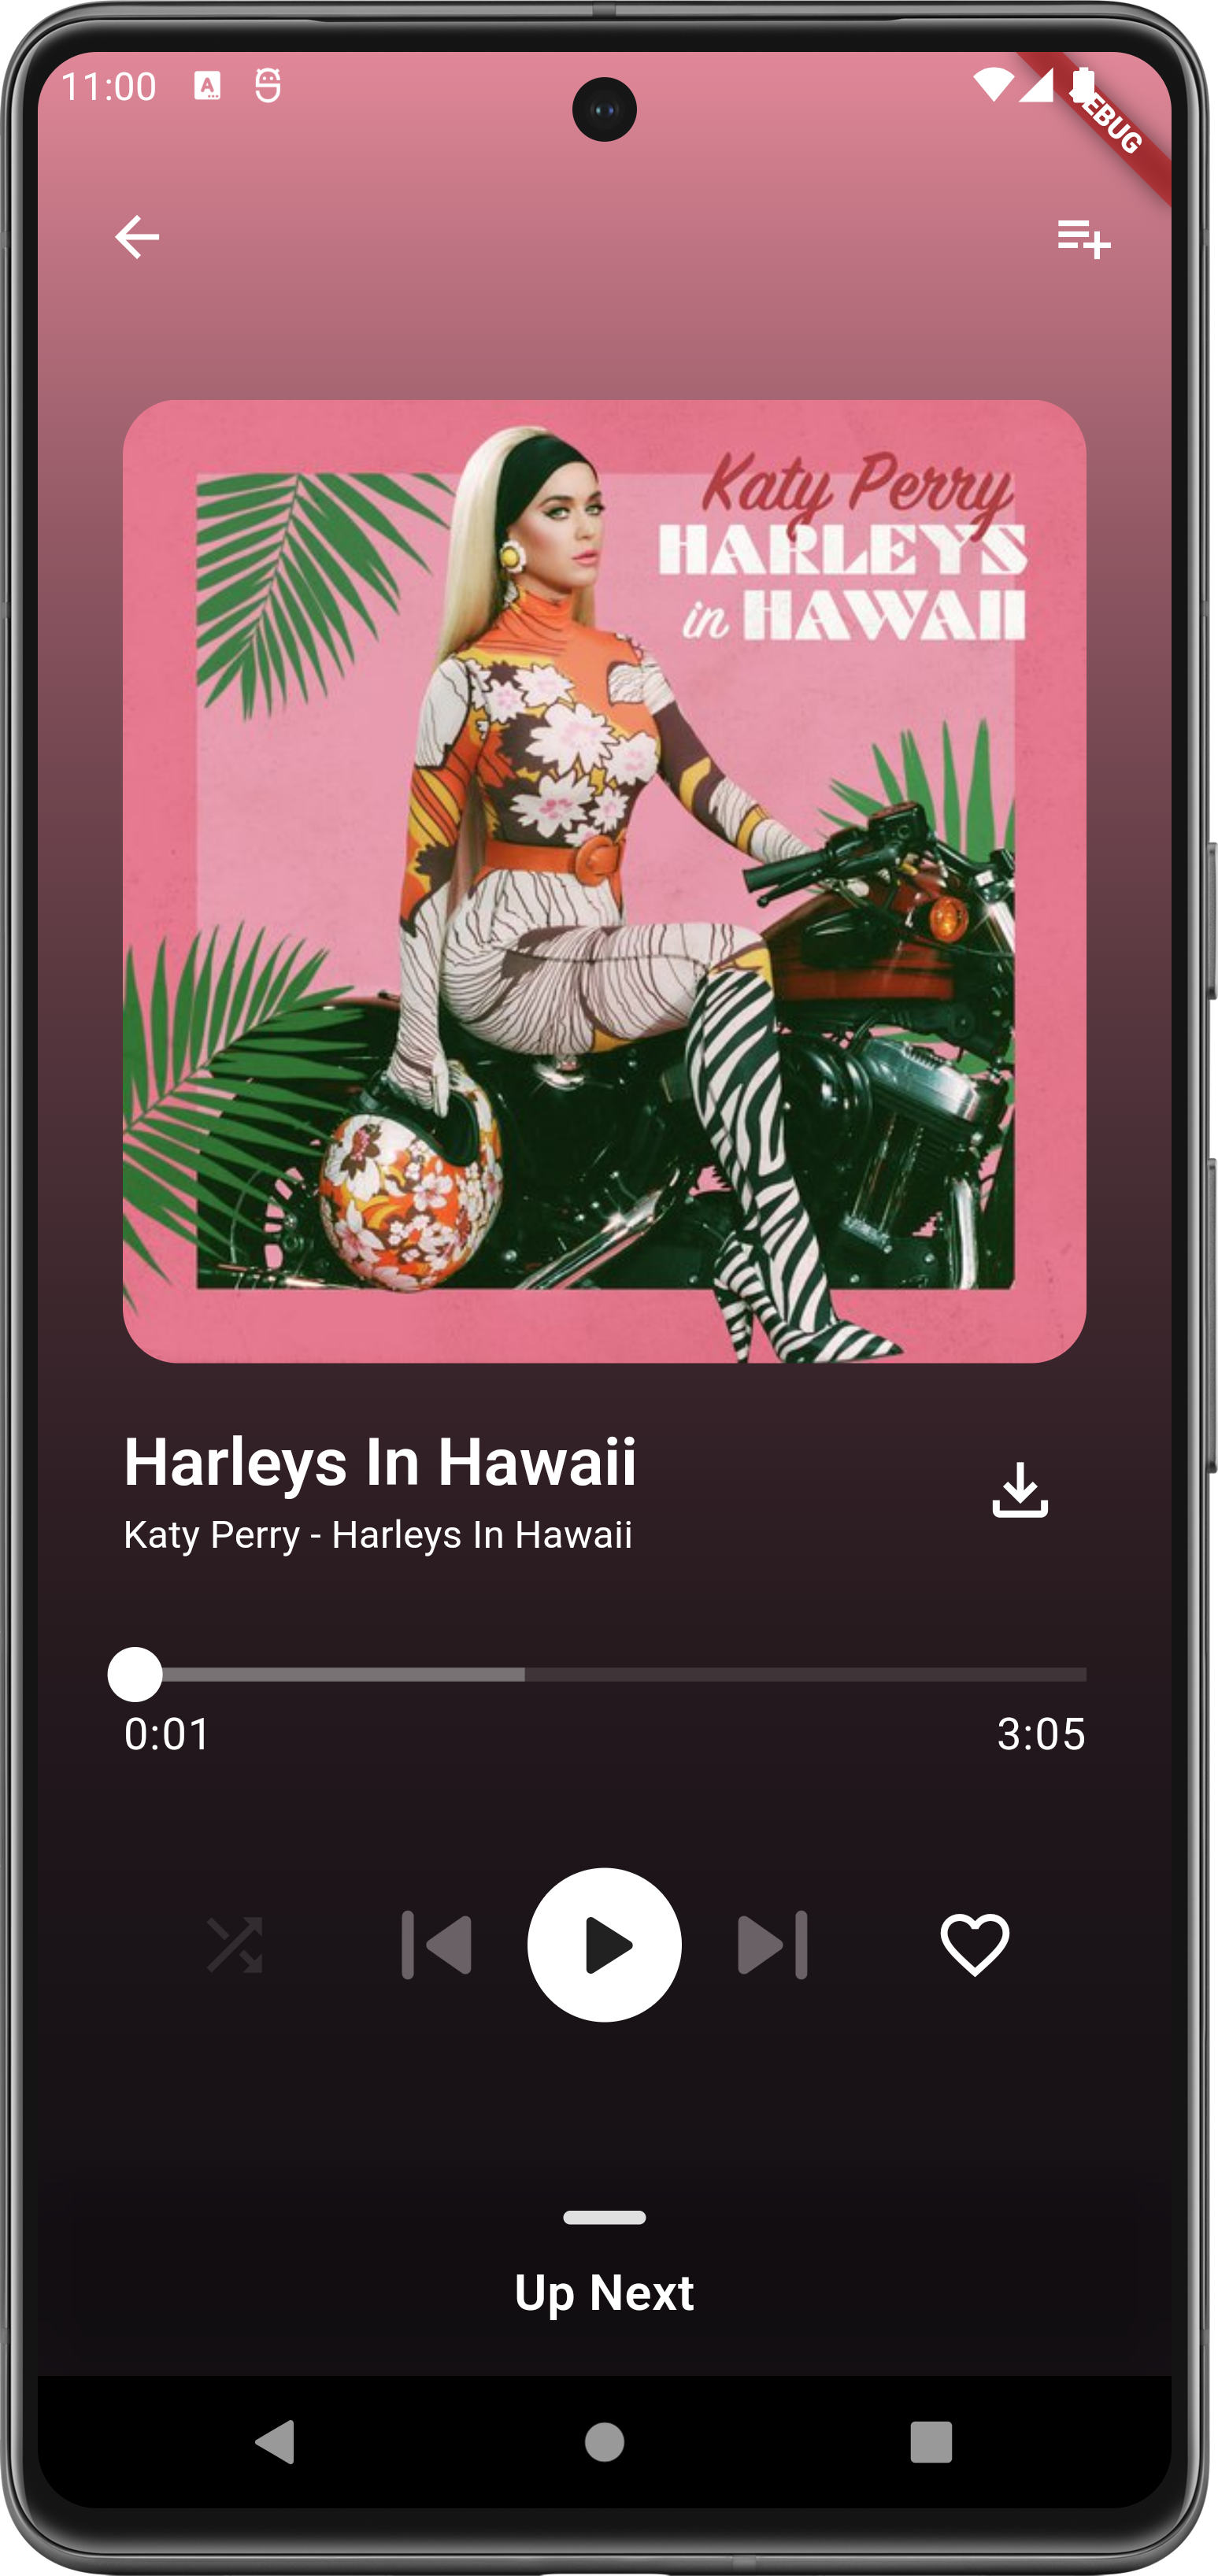 11:00
DEBUG
Katy Perry
HARLEYS
in HAWAII
Harleys In Hawaii
Katy Perry - Harleys In Hawaii
0:01
3:05
Up Next